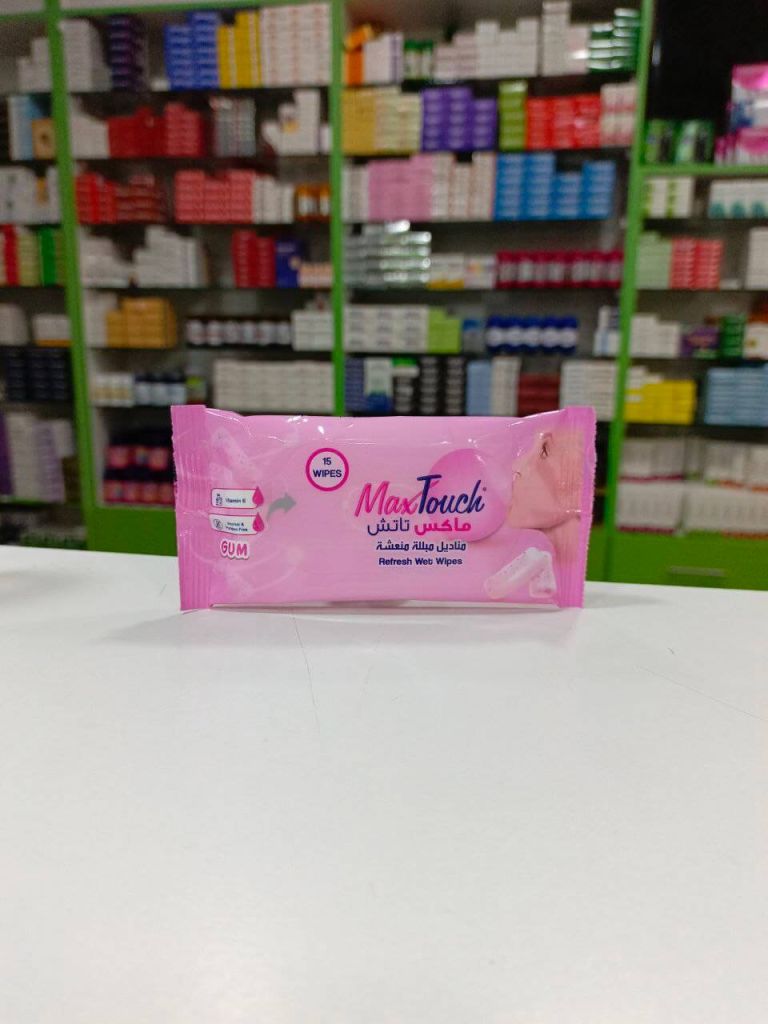 15
WIPES
MaxTouch
ماكس تاتش
مناديل مبللة منعشة
Refresh Wet Wipes
Vitamin E
GUM